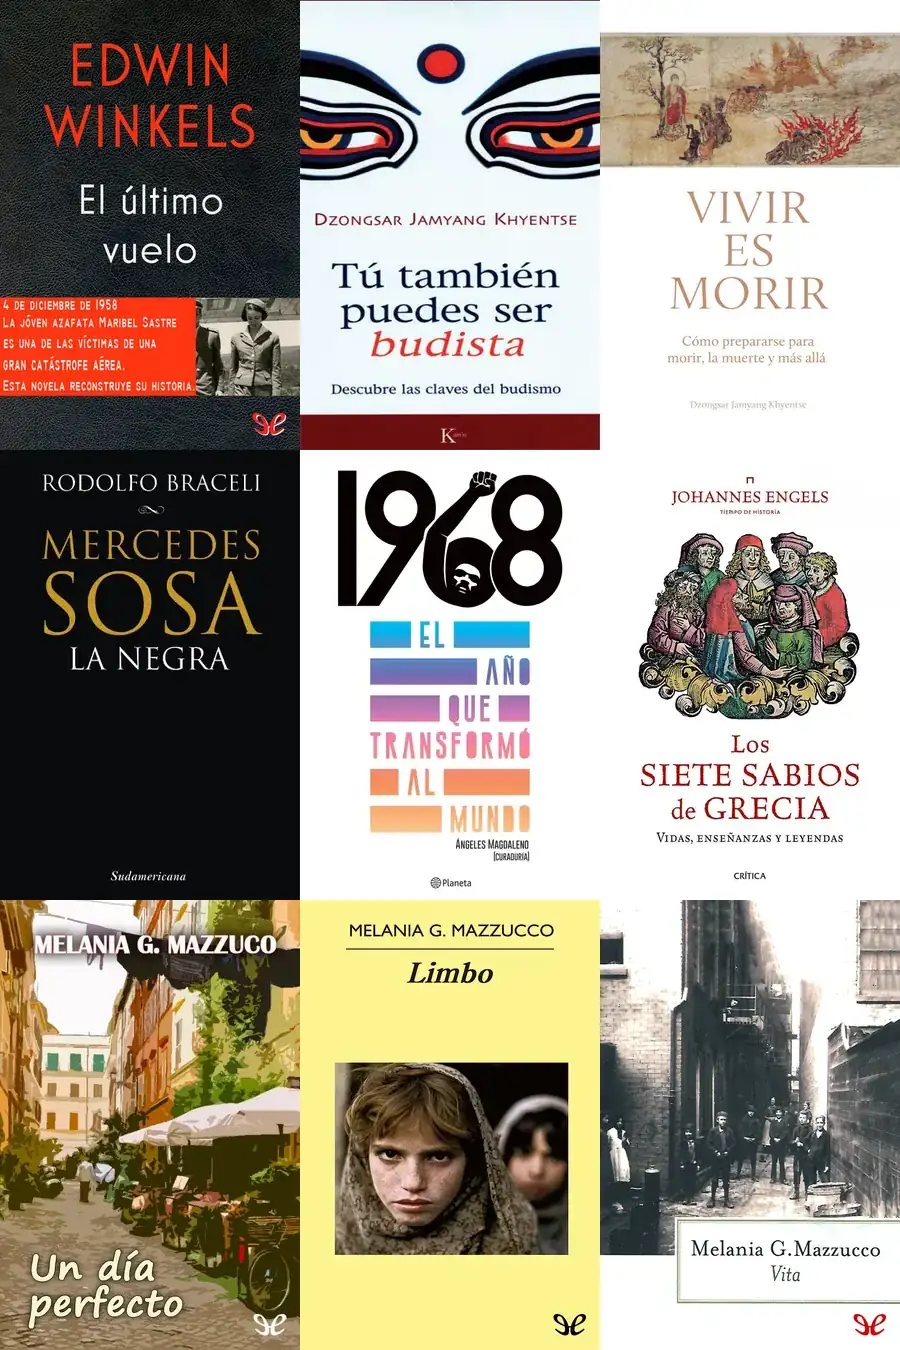 EDWIN
WINKELS
El último
vuelo
4 DE DICIEMBRE DE 1958
LA JOVEN AZAFATA MARIBEL SASTRE
ES UNA DE LAS VÍCTIMAS DE UNA
GRAN CATÁSTROFE AÉREA.
ESTA NOVELA RECONSTRUYE SU HISTORIA.
DZONGSAR JAMYANG KHYENTSE
Tú también
puedes ser
budista
Descubre las claves del budismo
K
VIVIR
ES
MORIR
Cómo prepararse para
morir, la muerte y más allá
Dzongsar Jamyang Khyentse
RODOLFO BRACELI
MERCEDES
SOSA
LA NEGRA
Sudamericana
1968
EL
AÑO
QUE
TRANSFORMÓ
AL
MUNDO
ÁNGELES MAGDALENO
[CURADURÍA]
Planeta
JOHANNES ENGELS
TIEMPO DE HISTORIA
Los
SIETE SABIOS
de GRECIA
VIDAS, ENSEÑANZAS Y LEYENDAS
CRÍTICA
MELANIA G. MAZZUCO
Un día
perfecto
MELANIA G. MAZZUCCO
Limbo
Melania G.Mazzucco
Vita